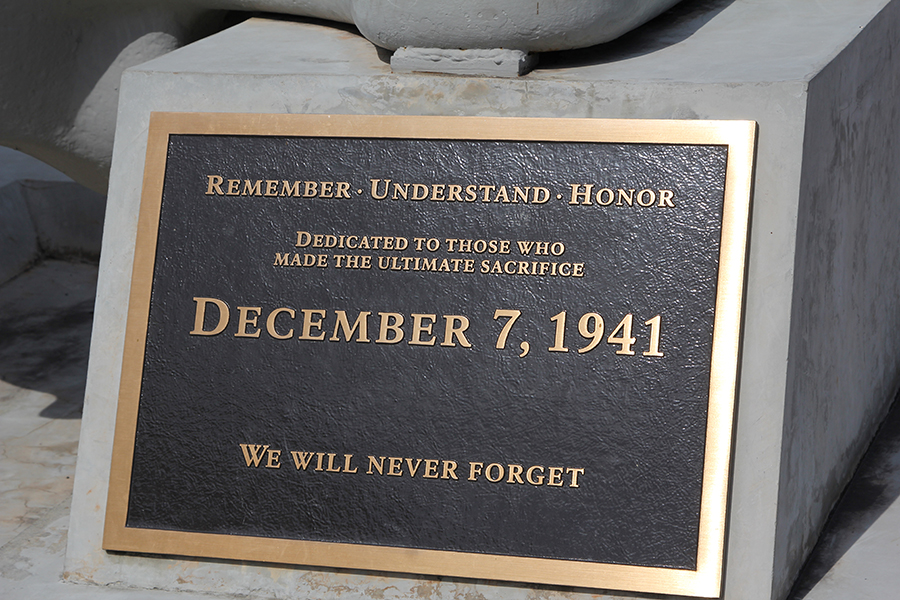 REMEMBER · UNDERSTAND · HONOR
DEDICATED TO THOSE WHO
MADE THE ULTIMATE SACRIFICE
DECEMBER 7, 1941
WE WILL NEVER FORGET